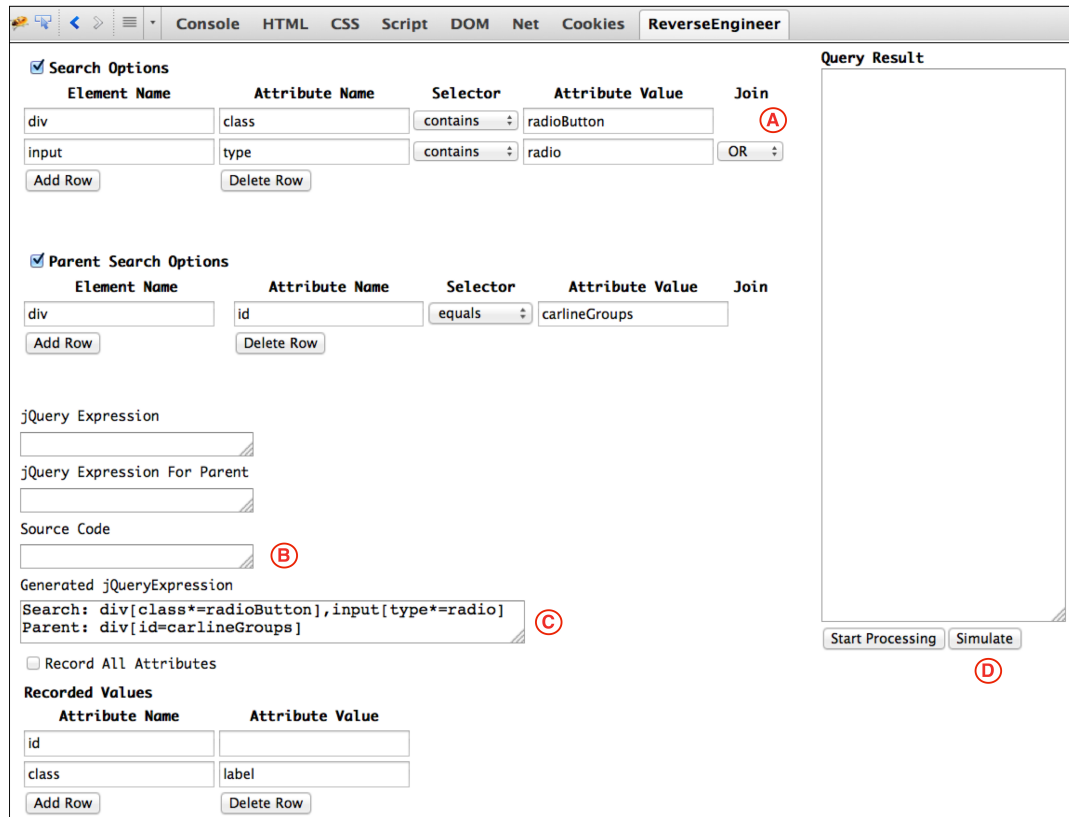 Console HTML CSS Script DOM Net Cookies ReverseEngineer
Search Options
Element Name Attribute Name Selector Attribute Value Join
div class contains radioButton A
input type contains radio OR
Add Row Delete Row
Parent Search Options
Element Name Attribute Name Selector Attribute Value Join
div id equals carlineGroups
Add Row Delete Row
jQuery Expression
jQuery Expression For Parent
Source Code
B
Generated jQueryExpression
Search: div[class*=radioButton],input[type*=radio]
Parent: div[id=carlineGroups]
C
Record All Attributes
Recorded Values
Attribute Name Attribute Value
id
class label
Add Row Delete Row
Query Result
Start Processing Simulate
D